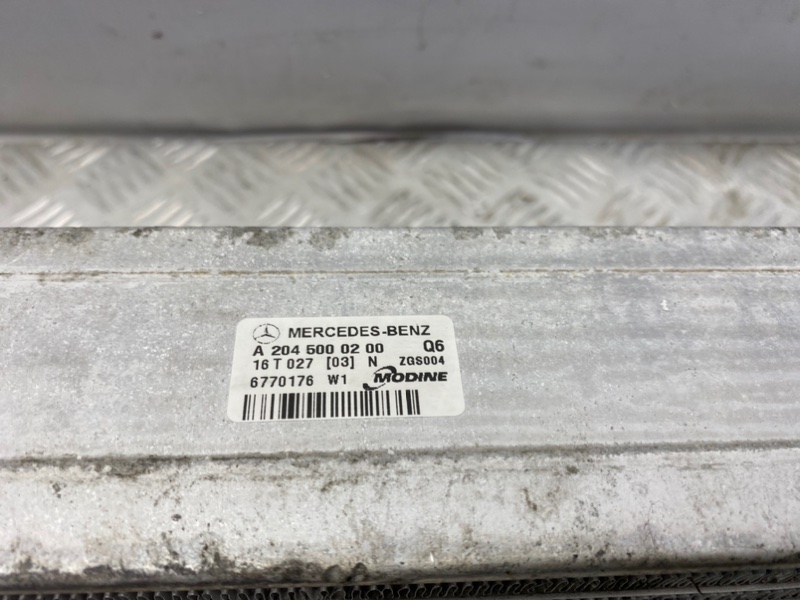 MERCEDES-BENZ
A 204 500 02 00 Q6
16 T 027 [03] N ZGS004
6770176 W1 MODINE